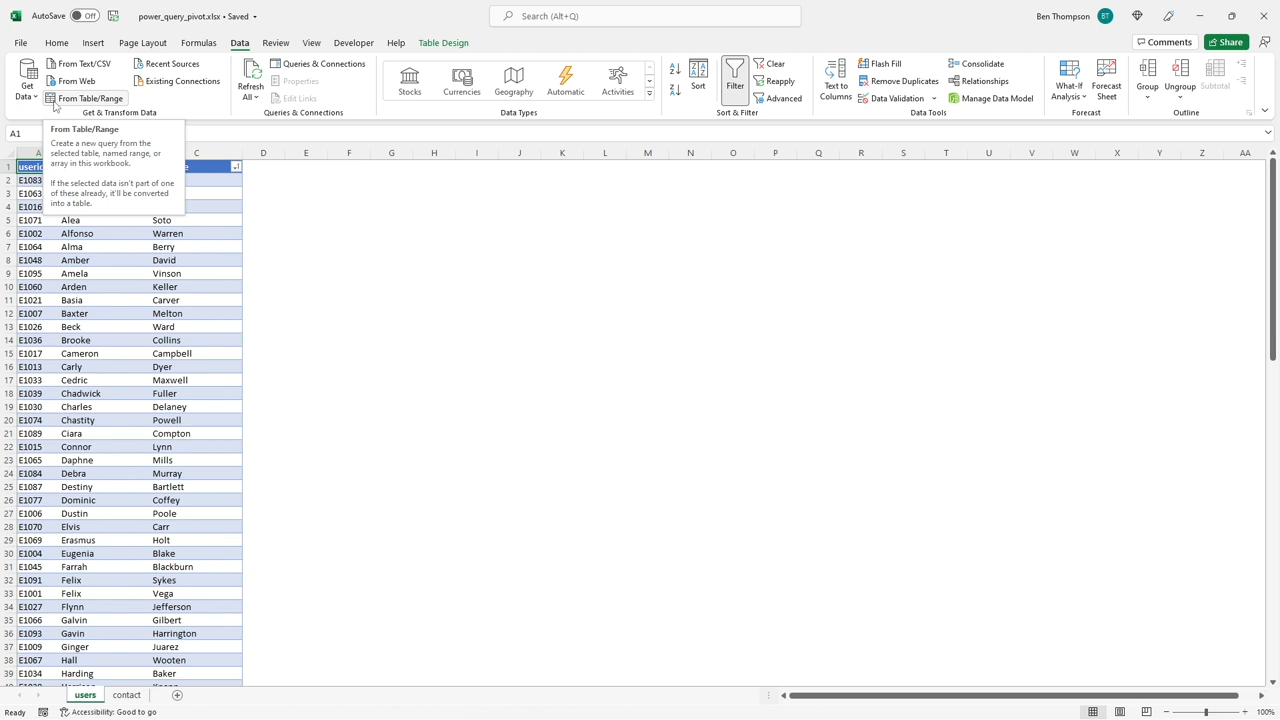 AutoSave Off power_query_pivot.xlsx • Saved Search (Alt+Q) Ben Thompson BT
File Home Insert Page Layout Formulas Data Review View Developer Help Table Design Comments Share
Get Data
From Text/CSV
From Web
From Table/Range
Recent Sources
Existing Connections
Get & Transform Data
Refresh All
Queries & Connections
Properties
Edit Links
Queries & Connections
Stocks Currencies Geography Automatic Activities
Data Types
Sort
Filter
Clear
Reapply
Advanced
Sort & Filter
Text to Columns
Flash Fill
Remove Duplicates
Data Validation
Consolidate
Relationships
Manage Data Model
Data Tools
What-If Analysis
Forecast Sheet
Forecast
Group Ungroup Subtotal
Outline
A1
From Table/Range
Create a new query from the
selected table, named range, or
array in this workbook.
If the selected data isn't part of one
of these already, it'll be converted
into a table.
A C D E F G H I J K L M N O P Q R S T U V W X Y Z AA
1
2 E1083
3 E1063
4 E1016
5 E1071 Alea Soto
6 E1002 Alfonso Warren
7 E1064 Alma Berry
8 E1048 Amber David
9 E1095 Amela Vinson
10 E1060 Arden Keller
11 E1021 Basia Carver
12 E1007 Baxter Melton
13 E1026 Beck Ward
14 E1036 Brooke Collins
15 E1017 Cameron Campbell
16 E1013 Carly Dyer
17 E1033 Cedric Maxwell
18 E1039 Chadwick Fuller
19 E1030 Charles Delaney
20 E1074 Chastity Powell
21 E1089 Ciara Compton
22 E1015 Connor Lynn
23 E1065 Daphne Mills
24 E1084 Debra Murray
25 E1087 Destiny Bartlett
26 E1077 Dominic Coffey
27 E1006 Dustin Poole
28 E1070 Elvis Carr
29 E1069 Erasmus Holt
30 E1004 Eugenia Blake
31 E1045 Farrah Blackburn
32 E1091 Felix Sykes
33 E1001 Felix Vega
34 E1027 Flynn Jefferson
35 E1066 Galvin Gilbert
36 E1093 Gavin Harrington
37 E1009 Ginger Juarez
38 E1067 Hall Wooten
39 E1034 Harding Baker
users contact
Ready Accessibility: Good to go 100%